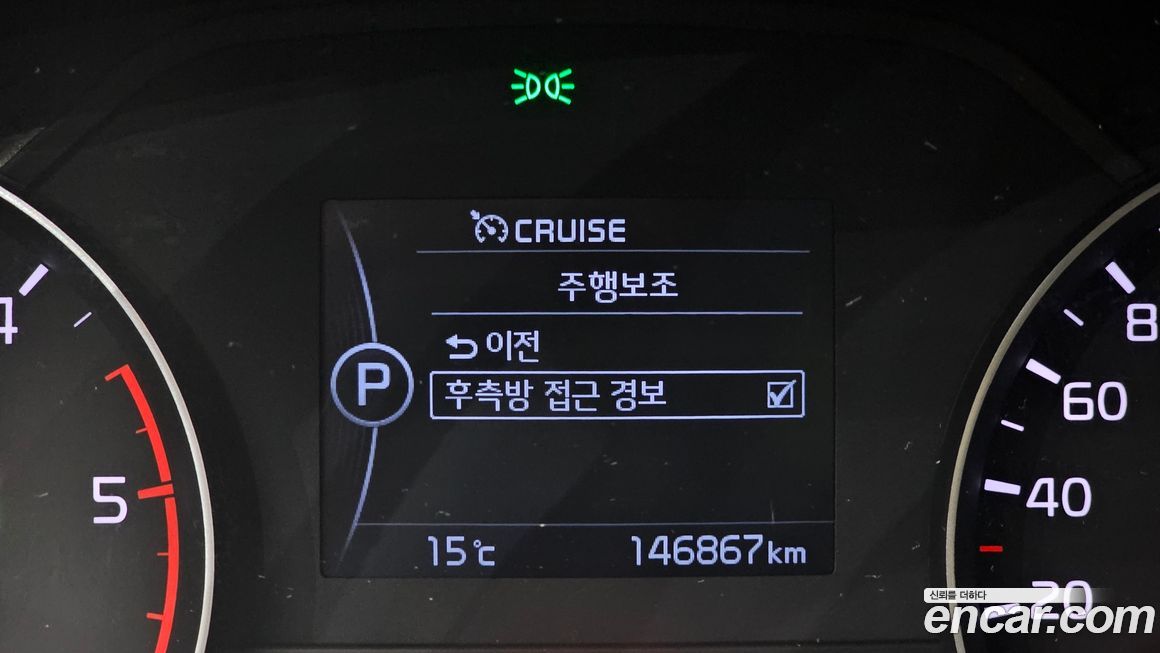 CRUISE
주행보조
이전
후측방 접근 경보
P
15℃
146867km
4
5
8
60
40
20
신뢰를 더하다
encar.com